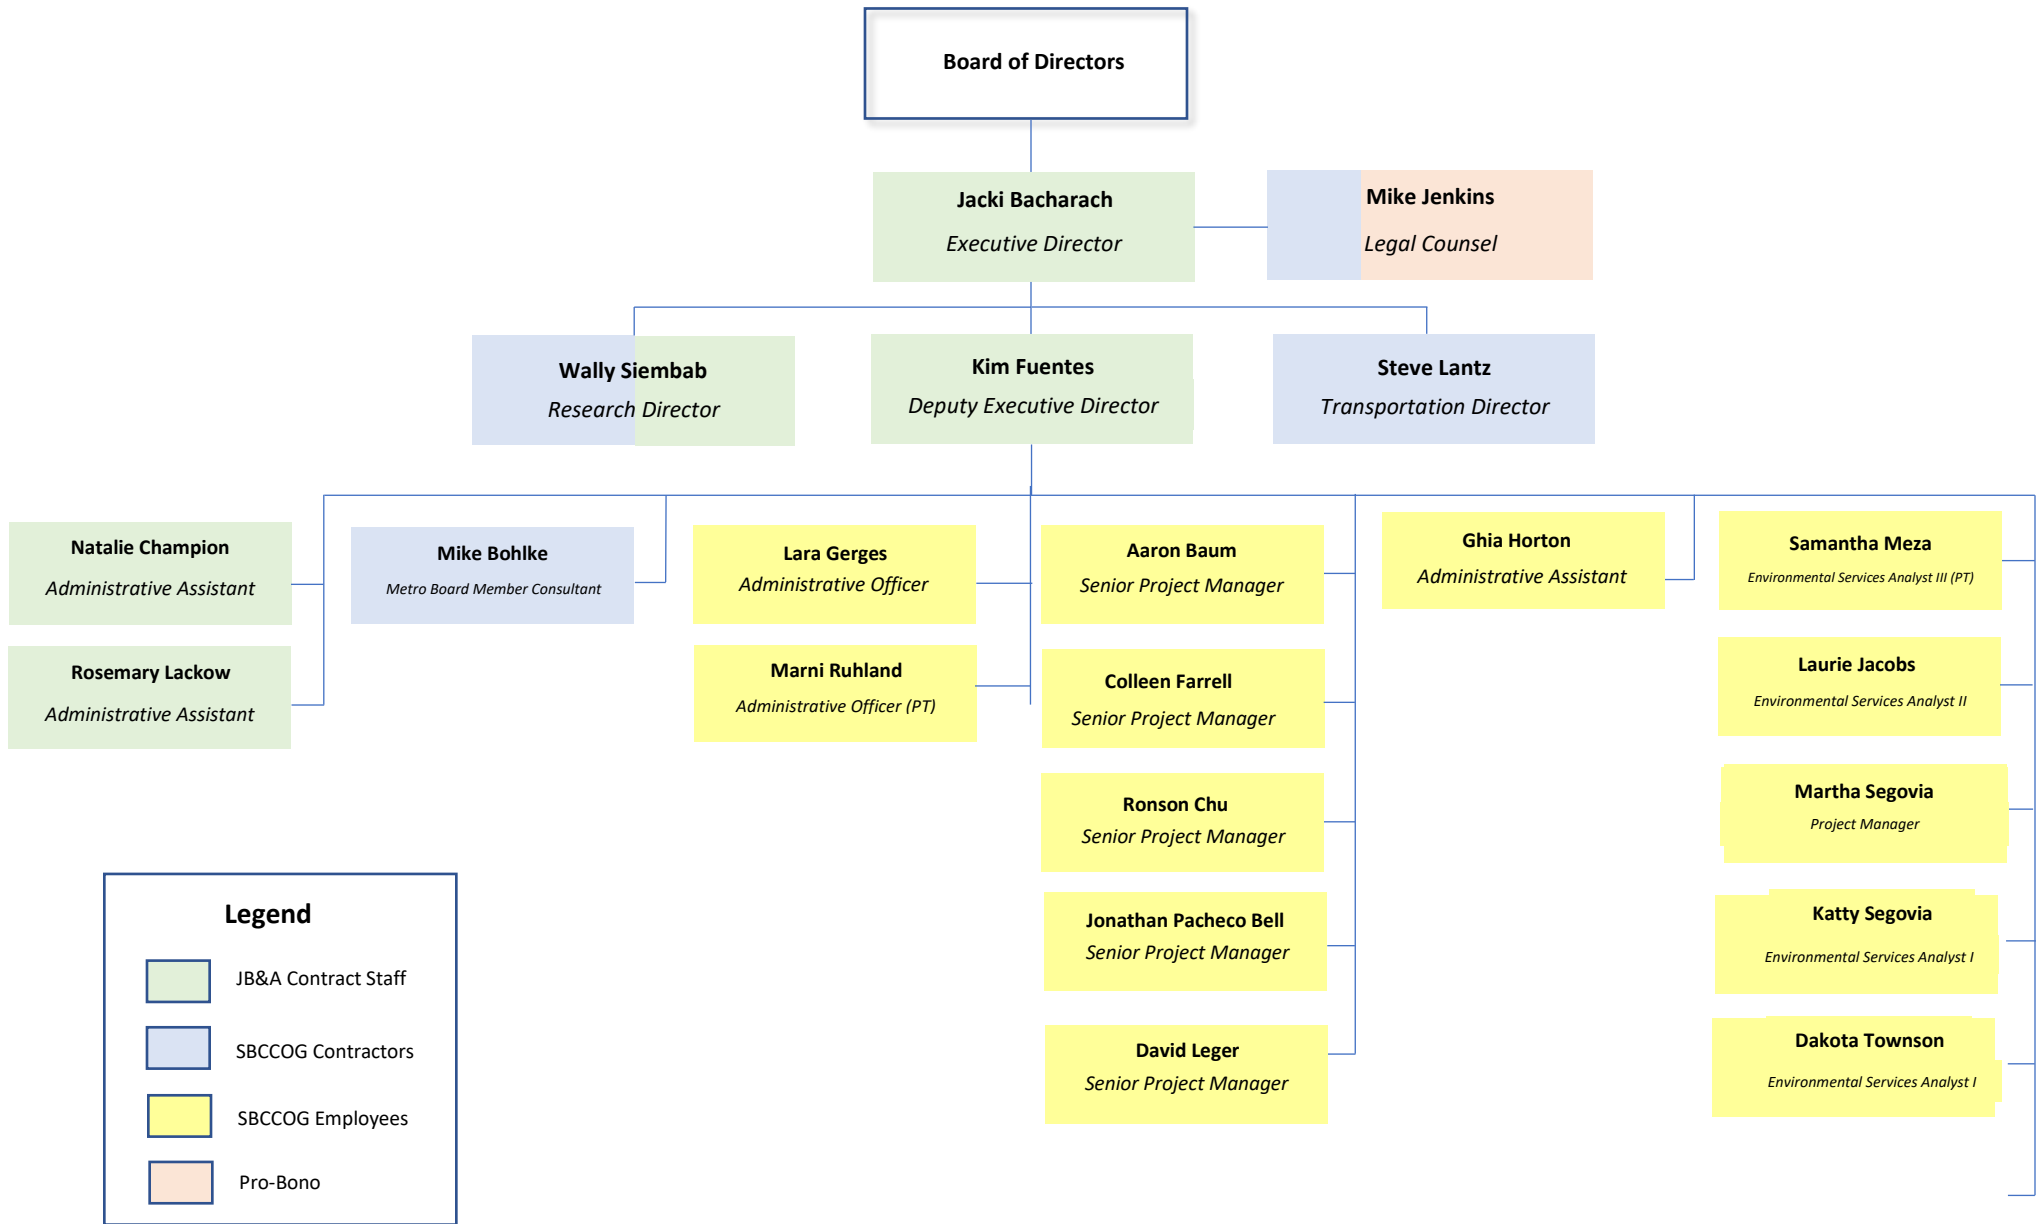 Board of Directors
Jacki Bacharach
Executive Director
Mike Jenkins
Legal Counsel
Wally Siembab
Research Director
Kim Fuentes
Deputy Executive Director
Steve Lantz
Transportation Director
Natalie Champion
Administrative Assistant
Rosemary Lackow
Administrative Assistant
Mike Bohlke
Metro Board Member Consultant
Lara Gerges
Administrative Officer
Marni Ruhland
Administrative Officer (PT)
Aaron Baum
Senior Project Manager
Colleen Farrell
Senior Project Manager
Ronson Chu
Senior Project Manager
Jonathan Pacheco Bell
Senior Project Manager
David Leger
Senior Project Manager
Ghia Horton
Administrative Assistant
Samantha Meza
Environmental Services Analyst III (PT)
Laurie Jacobs
Environmental Services Analyst II
Martha Segovia
Project Manager
Katty Segovia
Environmental Services Analyst I
Dakota Townson
Environmental Services Analyst I
Legend
JB&A Contract Staff
SBCCOG Contractors
SBCCOG Employees
Pro-Bono